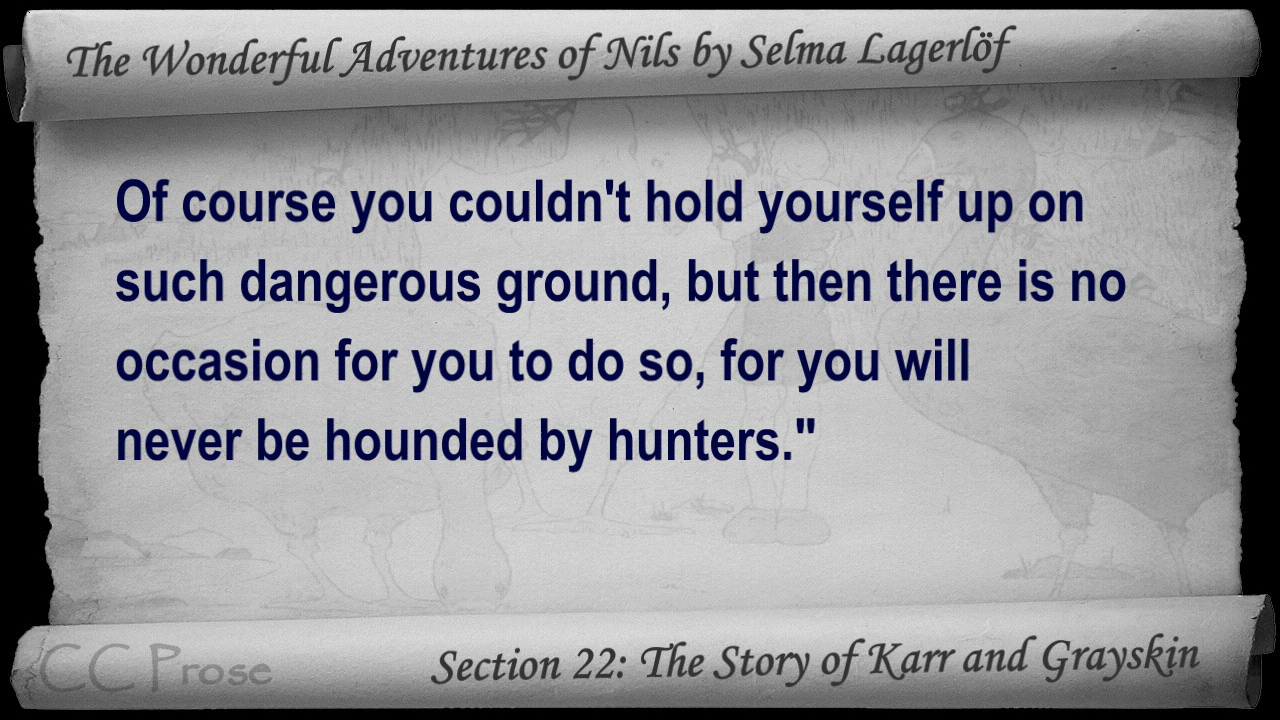 The Wonderful Adventures of Nils by Selma Lagerlöf
Of course you couldn't hold yourself up on
such dangerous ground, but then there is no
occasion for you to do so, for you will
never be hounded by hunters."
CC Prose
Section 22: The Story of Karr and Grayskin